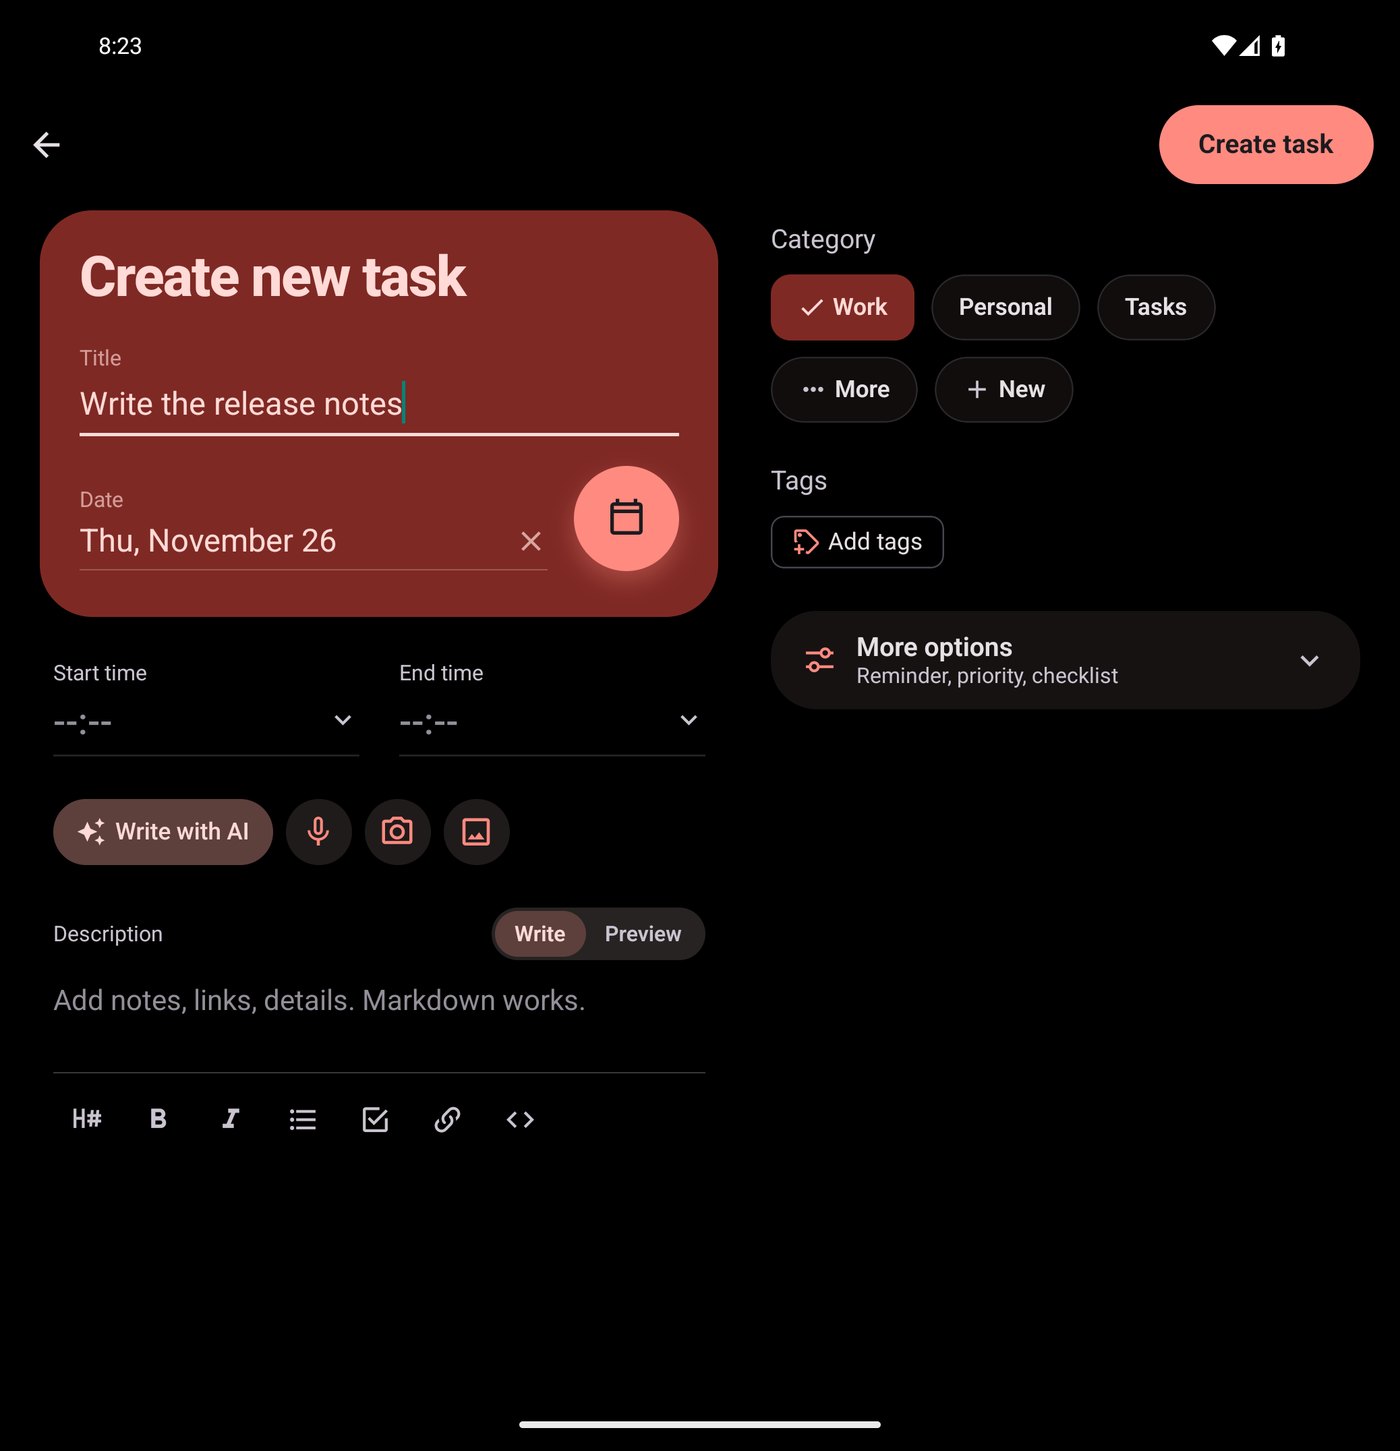 8:23
Create task
Create new task
Title
Write the release notes
Date
Thu, November 26
Start time
--:--
End time
--:--
Write with AI
Description
Write
Preview
Add notes, links, details. Markdown works.
H#
B
I
Category
Work
Personal
Tasks
More
New
Tags
Add tags
More options
Reminder, priority, checklist